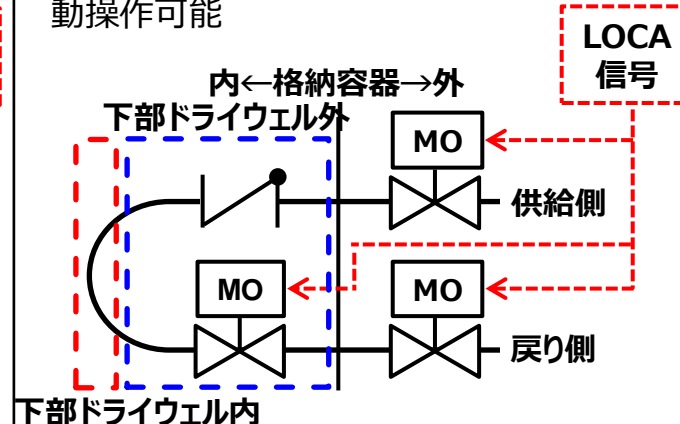 動操作可能
LOCA
信号
内←格納容器→外
下部ドライウェル外
MO
供給側
MO
MO
戻り側
下部ドライウェル内